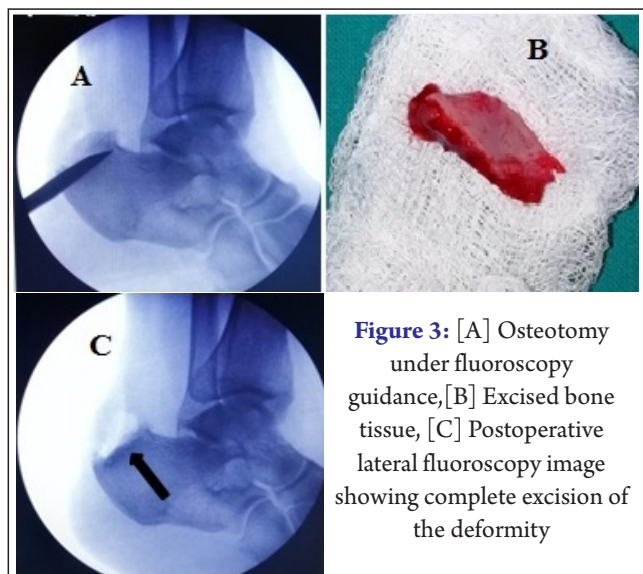 A
B
C
Figure 3: [A] Osteotomy
under fluoroscopy
guidance,[B] Excised bone
tissue, [C] Postoperative
lateral fluoroscopy image
showing complete excision of
the deformity